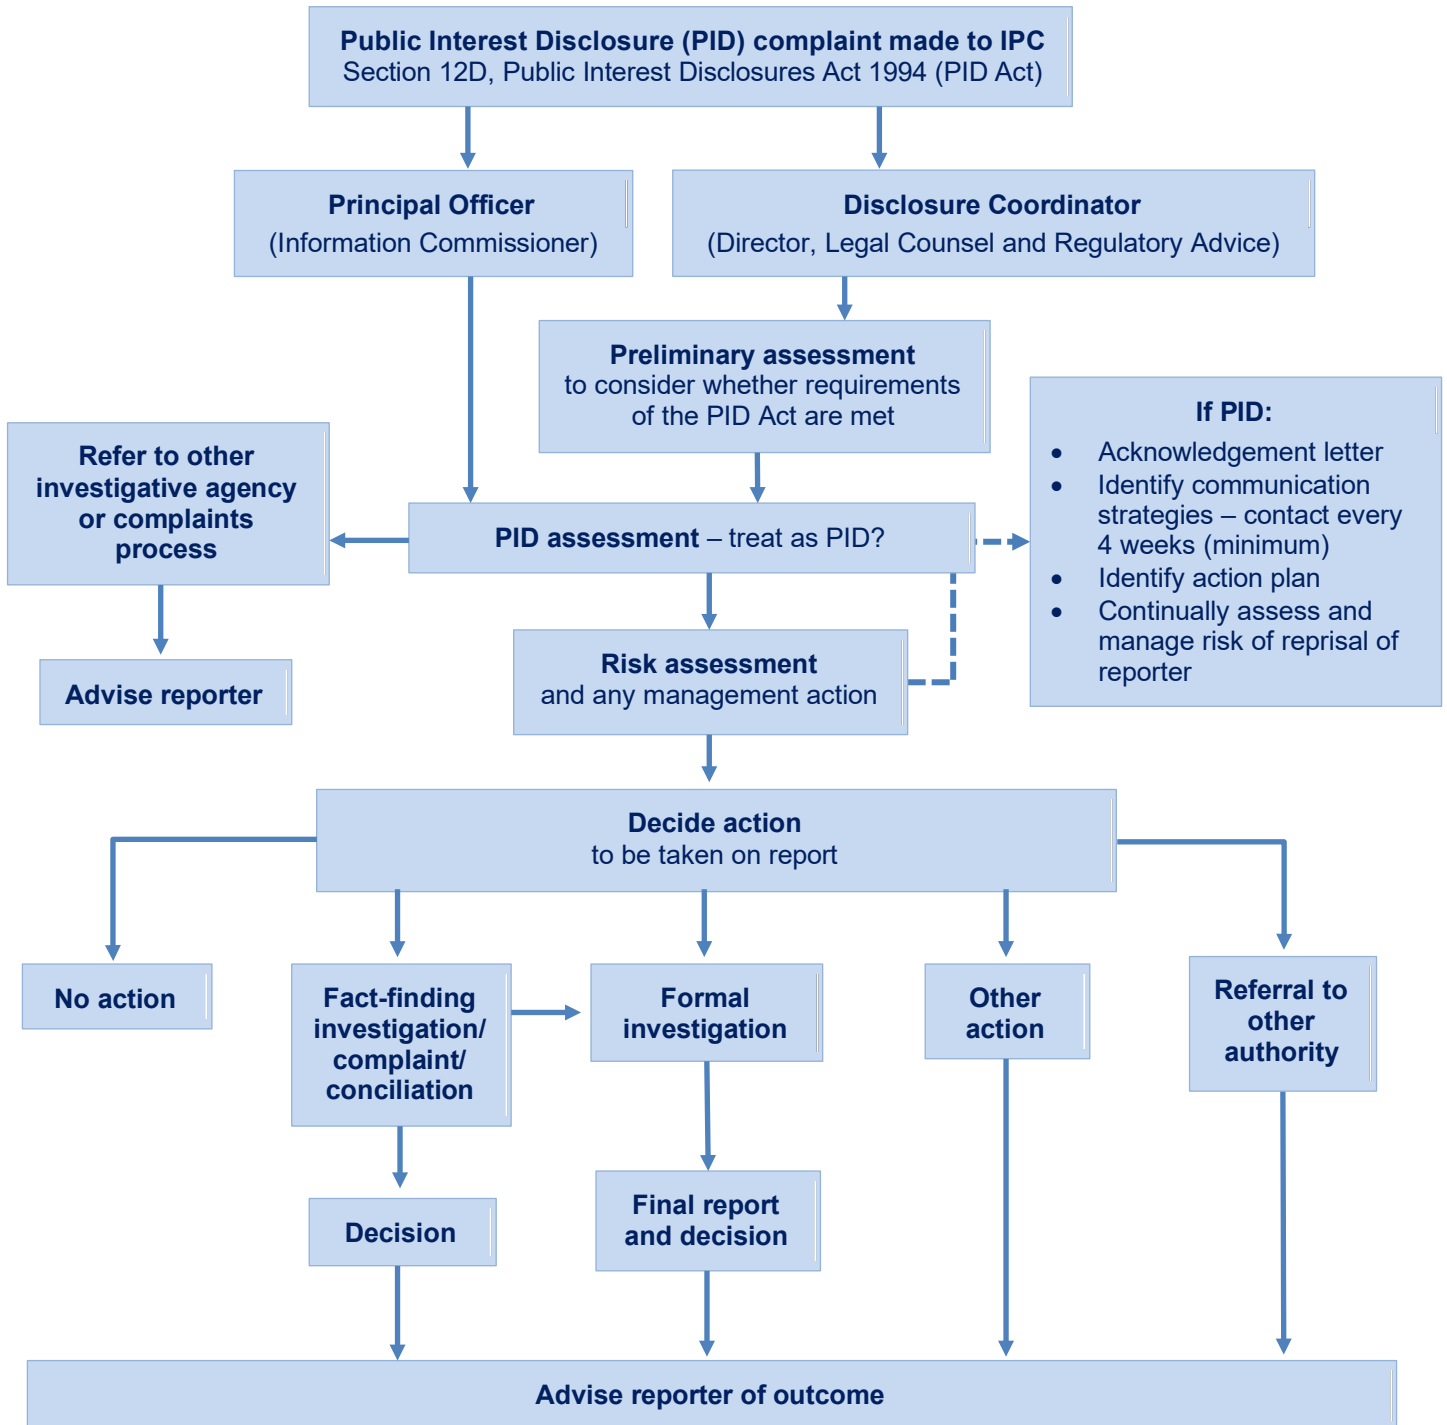 Public Interest Disclosure (PID) complaint made to IPC
Section 12D, Public Interest Disclosures Act 1994 (PID Act)
Principal Officer
(Information Commissioner)
Disclosure Coordinator
(Director, Legal Counsel and Regulatory Advice)
Preliminary assessment
to consider whether requirements
of the PID Act are met
If PID:
• Acknowledgement letter
• Identify communication
strategies – contact every
4 weeks (minimum)
• Identify action plan
• Continually assess and
manage risk of reprisal of
reporter
Refer to other
investigative agency
or complaints
process
PID assessment – treat as PID?
Advise reporter
Risk assessment
and any management action
Decide action
to be taken on report
No action
Fact-finding
investigation/
complaint/
conciliation
Formal
investigation
Other
action
Referral to
other
authority
Decision
Final report
and decision
Advise reporter of outcome